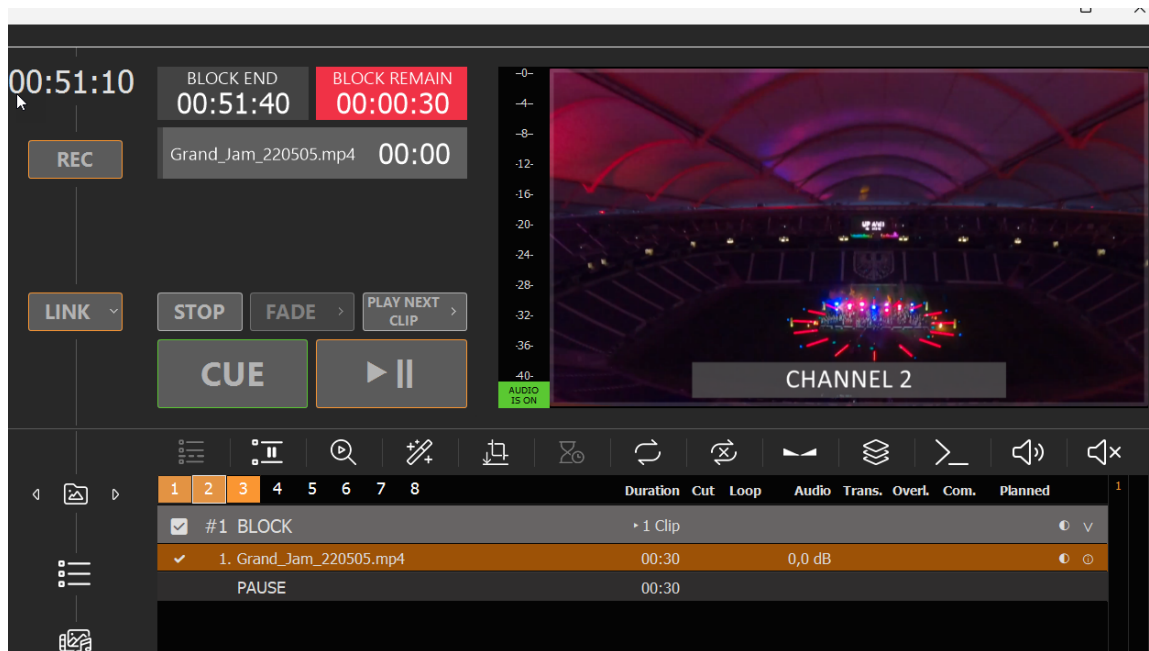 00:51:10
BLOCK END
00:51:40
BLOCK REMAIN
00:00:30
Grand_Jam_220505.mp4 00:00
REC
LINK
STOP
FADE
PLAY NEXT
CLIP
CUE
-0-
-4-
-8-
-12-
-16-
-20-
-24-
-28-
-32-
-36-
-40-
AUDIO
IS ON
CHANNEL 2
1 2 3 4 5 6 7 8 Duration Cut Loop Audio Trans. Overl. Com. Planned 1
#1 BLOCK 1 Clip
1. Grand_Jam_220505.mp4 00:30 0,0 dB
PAUSE 00:30